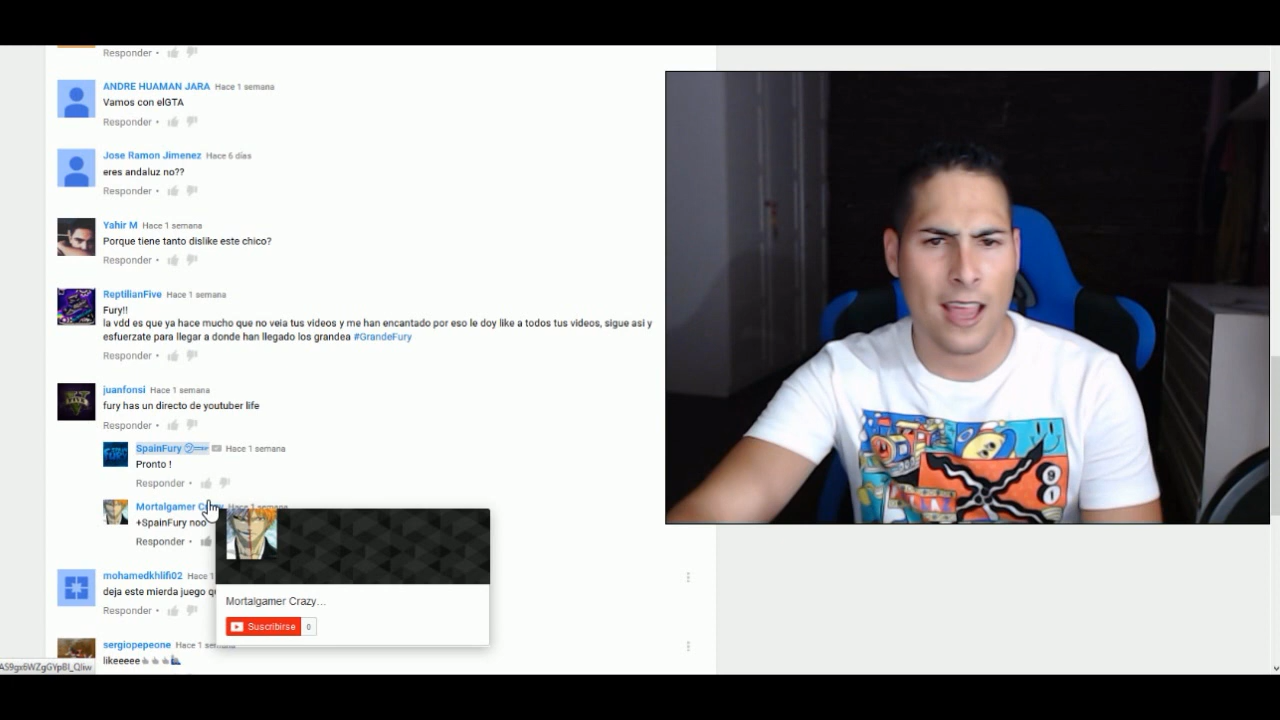 Responder •
ANDRE HUAMAN JARA Hace 1 semana
Vamos con elGTA
Responder •
Jose Ramon Jimenez Hace 6 días
eres andaluz no??
Responder •
Yahir M Hace 1 semana
Porque tiene tanto dislike este chico?
Responder •
ReptilianFive Hace 1 semana
Fury!!
la vdd es que ya hace mucho que no veia tus videos y me han encantado por eso le doy like a todos tus videos, sigue asi y
esfuerzate para llegar a donde han llegado los grandea #GrandeFury
Responder •
juanfonsi Hace 1 semana
fury has un directo de youtuber life
Responder •
SpainFury Hace 1 semana
Pronto !
Responder •
Mortalgamer
+SpainFury noo
Responder •
Mortalgamer Crazy...
Suscribirse 0
mohamedkhlifi02 Hace 1
deja este mierda juego
Responder •
sergiopepeone Hace 1
likeeeee